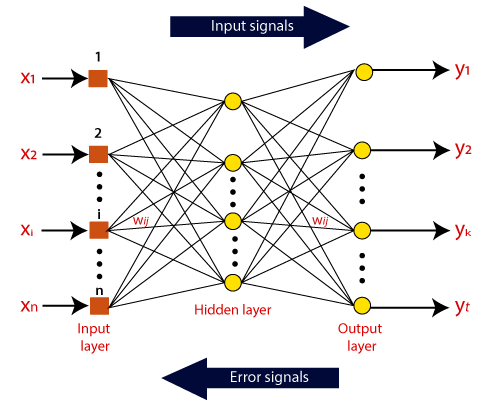 Input signals
1
x1
y1
2
x2
y2
i
xi
wij
wij
yk
n
xn
yt
Input
layer
Hidden layer
Output
layer
Error signals